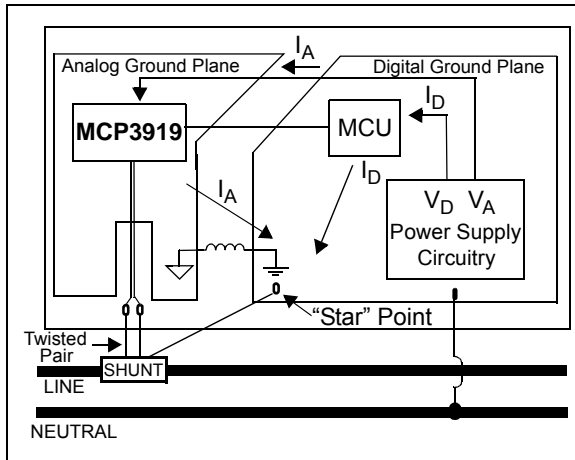 I_A
Analog Ground Plane
Digital Ground Plane
I_D
MCP3919
MCU
I_A
I_D
V_D V_A
Power Supply
Circuitry
“Star” Point
Twisted
Pair
SHUNT
LINE
NEUTRAL